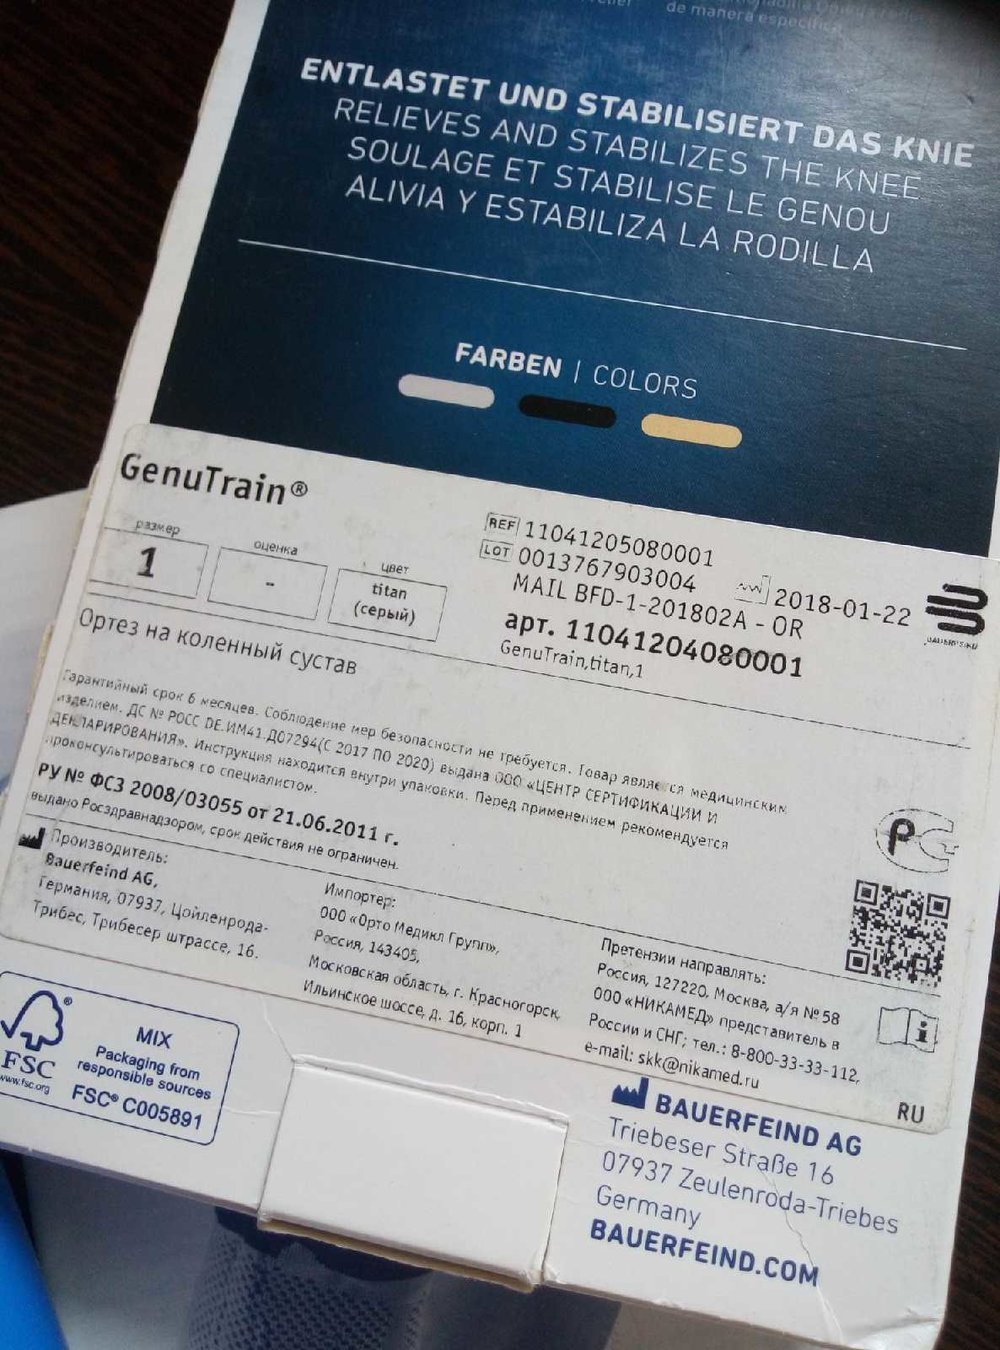 de manera específica
ENTLASTET UND STABILISIERT DAS KNIE
RELIEVES AND STABILIZES THE KNEE
SOULAGE ET STABILISE LE GENOU
ALIVIA Y ESTABILIZA LA RODILLA
FARBEN | COLORS
GenuTrain®
размер
1
оценка
-
цвет
titan
(серый)
REF 11041205080001
LOT 0013767903004
2018-01-22
MAIL BFD-1-201802A - OR
арт. 11041204080001
GenuTrain,titan,1
BAUERFEIND
Ортез на коленный сустав
Гарантийный срок 6 месяцев. Соблюдение мер безопасности не требуется. Товар является медицинским
изделием. ДС № РОСС DE.ИМ41.Д07294(С 2017 ПО 2020) выдана ООО «ЦЕНТР СЕРТИФИКАЦИИ И
ДЕКЛАРИРОВАНИЯ». Инструкция находится внутри упаковки. Перед применением рекомендуется
проконсультироваться со специалистом.
РУ № ФСЗ 2008/03055 от 21.06.2011 г.
выдано Росздравнадзором, срок действия не ограничен.
Производитель:
Bauerfeind AG,
Германия, 07937, Цойленрода-
Трибес, Трибесер штрассе, 16.
Импортер:
ООО «Орто Медикл Групп»,
Россия, 143405,
Московская область, г. Красногорск,
Ильинское шоссе, д. 16, корп. 1
Претензии направлять:
Россия, 127220, Москва, а/я №58
ООО «НИКАМЕД» представитель в
России и СНГ; тел.: 8-800-33-33-112,
e-mail: skk@nikamed.ru
RU
FSC
www.fsc.org
MIX
Packaging from
responsible sources
FSC® C005891
BAUERFEIND AG
Triebeser Straße 16
07937 Zeulenroda-Triebes
Germany
BAUERFEIND.COM